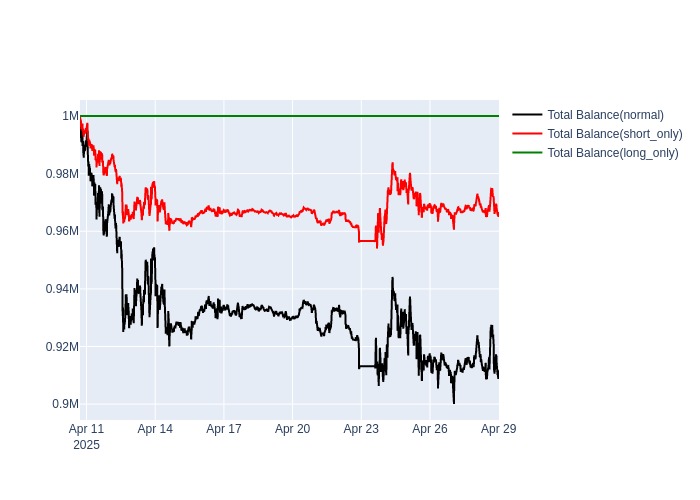 1M
0.98M
0.96M
0.94M
0.92M
0.9M
Apr 11
2025
Apr 14
Apr 17
Apr 20
Apr 23
Apr 26
Apr 29
Total Balance(normal)
Total Balance(short_only)
Total Balance(long_only)